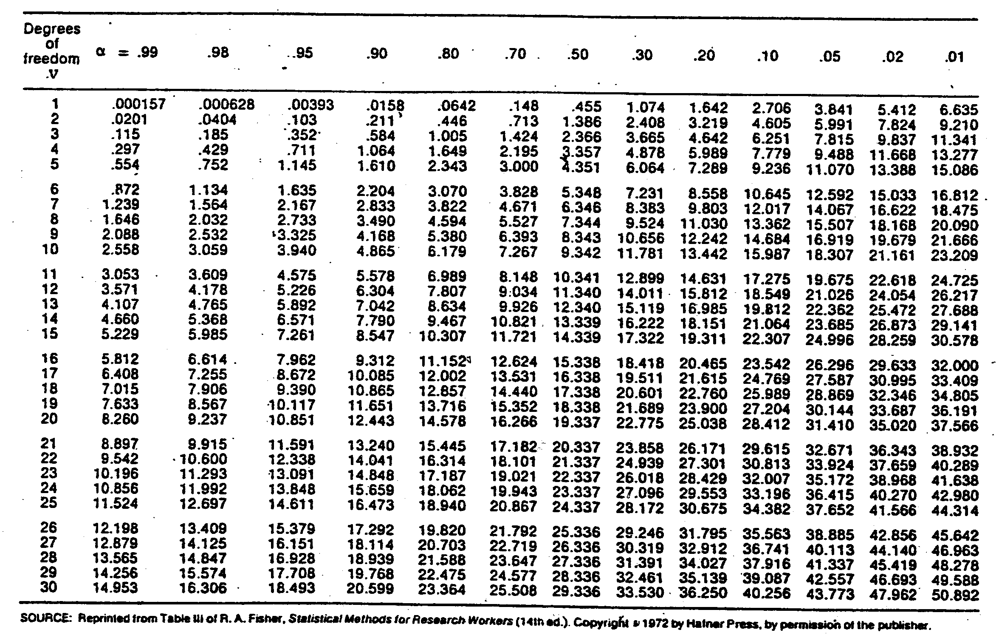 Degrees
of
freedom
ν
α = .99 .98 .95 .90 .80 .70 .50 .30 .20 .10 .05 .02 .01
1 .000157 .000628 .00393 .0158 .0642 .148 .455 1.074 1.642 2.706 3.841 5.412 6.635
2 .0201 .0404 .103 .211 .446 .713 1.386 2.408 3.219 4.605 5.991 7.824 9.210
3 .115 .185 .352 .584 1.005 1.424 2.366 3.665 4.642 6.251 7.815 9.837 11.341
4 .297 .429 .711 1.064 1.649 2.195 3.357 4.878 5.989 7.779 9.488 11.668 13.277
5 .554 .752 1.145 1.610 2.343 3.000 4.351 6.064 7.289 9.236 11.070 13.388 15.086
6 .872 1.134 1.635 2.204 3.070 3.828 5.348 7.231 8.558 10.645 12.592 15.033 16.812
7 1.239 1.564 2.167 2.833 3.822 4.671 6.346 8.383 9.803 12.017 14.067 16.622 18.475
8 1.646 2.032 2.733 3.490 4.594 5.527 7.344 9.524 11.030 13.362 15.507 18.168 20.090
9 2.088 2.532 3.325 4.168 5.380 6.393 8.343 10.656 12.242 14.684 16.919 19.679 21.666
10 2.558 3.059 3.940 4.865 6.179 7.267 9.342 11.781 13.442 15.987 18.307 21.161 23.209
11 3.053 3.609 4.575 5.578 6.989 8.148 10.341 12.899 14.631 17.275 19.675 22.618 24.725
12 3.571 4.178 5.226 6.304 7.807 9.034 11.340 14.011 15.812 18.549 21.026 24.054 26.217
13 4.107 4.765 5.892 7.042 8.634 9.926 12.340 15.119 16.985 19.812 22.362 25.472 27.688
14 4.660 5.368 6.571 7.790 9.467 10.821 13.339 16.222 18.151 21.064 23.685 26.873 29.141
15 5.229 5.985 7.261 8.547 10.307 11.721 14.339 17.322 19.311 22.307 24.996 28.259 30.578
16 5.812 6.614 7.962 9.312 11.152 12.624 15.338 18.418 20.465 23.542 26.296 29.633 32.000
17 6.408 7.255 8.672 10.085 12.002 13.531 16.338 19.511 21.615 24.769 27.587 30.995 33.409
18 7.015 7.906 9.390 10.865 12.857 14.440 17.338 20.601 22.760 25.989 28.869 32.346 34.805
19 7.633 8.567 10.117 11.651 13.716 15.352 18.338 21.689 23.900 27.204 30.144 33.687 36.191
20 8.260 9.237 10.851 12.443 14.578 16.266 19.337 22.775 25.038 28.412 31.410 35.020 37.566
21 8.897 9.915 11.591 13.240 15.445 17.182 20.337 23.858 26.171 29.615 32.671 36.343 38.932
22 9.542 10.600 12.338 14.041 16.314 18.101 21.337 24.939 27.301 30.813 33.924 37.659 40.289
23 10.196 11.293 13.091 14.848 17.187 19.021 22.337 26.018 28.429 32.007 35.172 38.968 41.638
24 10.856 11.992 13.848 15.659 18.062 19.943 23.337 27.096 29.553 33.196 36.415 40.270 42.980
25 11.524 12.697 14.611 16.473 18.940 20.867 24.337 28.172 30.675 34.382 37.652 41.566 44.314
26 12.198 13.409 15.379 17.292 19.820 21.792 25.336 29.246 31.795 35.563 38.885 42.856 45.642
27 12.879 14.125 16.151 18.114 20.703 22.719 26.336 30.319 32.912 36.741 40.113 44.140 46.963
28 13.565 14.847 16.928 18.939 21.588 23.647 27.336 31.391 34.027 37.916 41.337 45.419 48.278
29 14.256 15.574 17.708 19.768 22.475 24.577 28.336 32.461 35.139 39.087 42.557 46.693 49.588
30 14.953 16.306 18.493 20.599 23.364 25.508 29.336 33.530 36.250 40.256 43.773 47.962 50.892
SOURCE: Reprinted from Table III of R. A. Fisher, Statistical Methods for Research Workers (14th ed.). Copyright © 1972 by Hafner Press, by permission of the publisher.